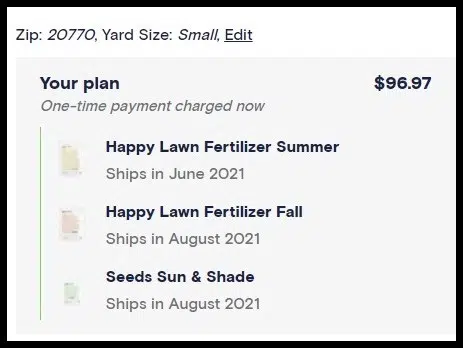 Zip: 20770, Yard Size: Small, Edit
Your plan $96.97
One-time payment charged now
Happy Lawn Fertilizer Summer
Ships in June 2021
Happy Lawn Fertilizer Fall
Ships in August 2021
Seeds Sun & Shade
Ships in August 2021